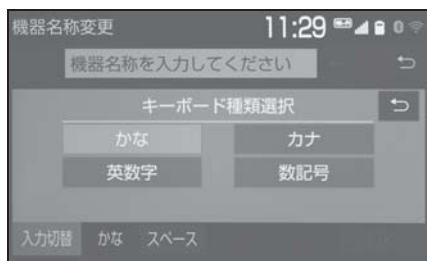 機器名称変更 11:29
機器名称を入力してください
キーボード種類選択
かな カナ
英数字 数記号
入力切替 かな スペース